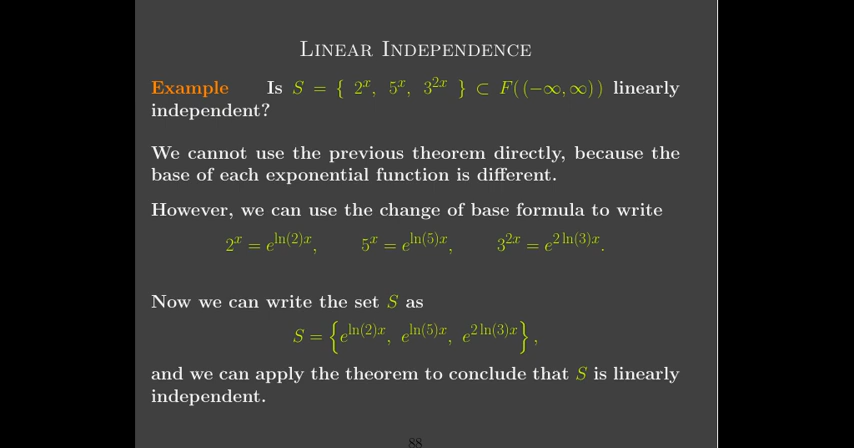 Linear Independence
Example Is S = { 2^x, 5^x, 3^{2x} } ⊂ F( (−∞, ∞) ) linearly
independent?
We cannot use the previous theorem directly, because the
base of each exponential function is different.
However, we can use the change of base formula to write
2^x = e^{ln(2)x}, 5^x = e^{ln(5)x}, 3^{2x} = e^{2 ln(3)x}.
Now we can write the set S as
S = { e^{ln(2)x}, e^{ln(5)x}, e^{2 ln(3)x} },
and we can apply the theorem to conclude that S is linearly
independent.
88